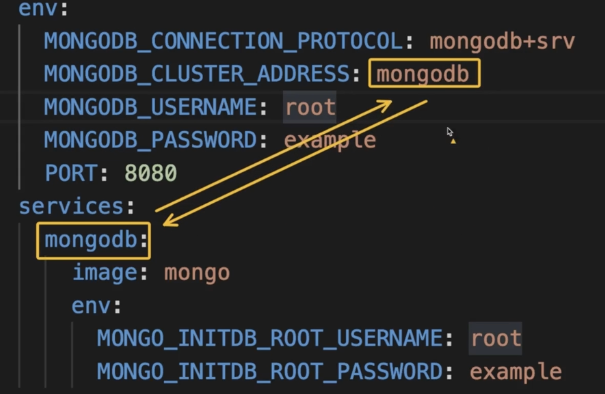 env:
MONGODB_CONNECTION_PROTOCOL: mongodb+srv
MONGODB_CLUSTER_ADDRESS: mongodb
MONGODB_USERNAME: root
MONGODB_PASSWORD: example
PORT: 8080
services:
mongodb:
image: mongo
env:
MONGO_INITDB_ROOT_USERNAME: root
MONGO_INITDB_ROOT_PASSWORD: example